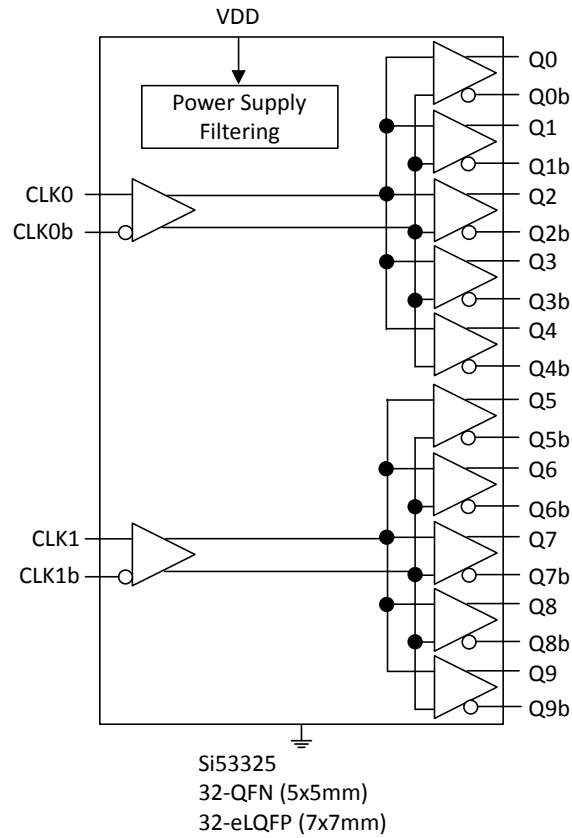 VDD
Power Supply
Filtering
CLK0
CLK0b
Q0
Q0b
Q1
Q1b
Q2
Q2b
Q3
Q3b
Q4
Q4b
CLK1
CLK1b
Q5
Q5b
Q6
Q6b
Q7
Q7b
Q8
Q8b
Q9
Q9b
Si53325
32-QFN (5x5mm)
32-eLQFP (7x7mm)